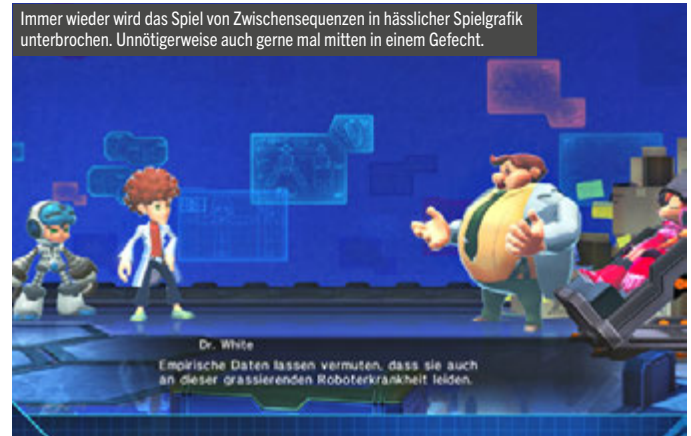 Immer wieder wird das Spiel von Zwischensequenzen in hässlicher Spielgrafik
unterbrochen. Unnötigerweise auch gerne mal mitten in einem Gefecht.
Dr. White
Empirische Daten lassen vermuten, dass sie auch
an dieser grassierenden Roboterkrankheit leiden.